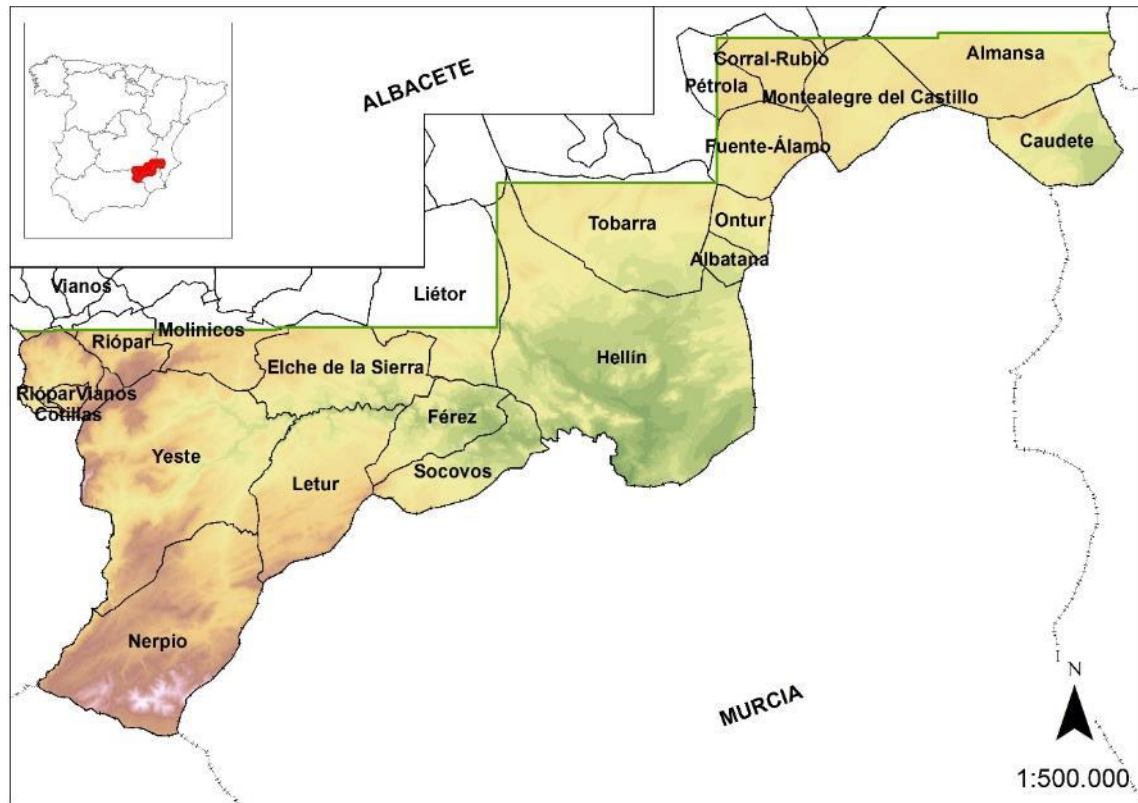 ALBACETE
Corral-Rubio
Almansa
Pétrola
Montealegre del Castillo
Fuente-Álamo
Caudete
Tobarra
Ontur
Albatana
Vianos
Liétor
Molinicos
Riópar
Elche de la Sierra
Hellín
RióparVianos
Cotillas
Férez
Yeste
Letur
Socovos
Nerpio
MURCIA
N
1:500.000